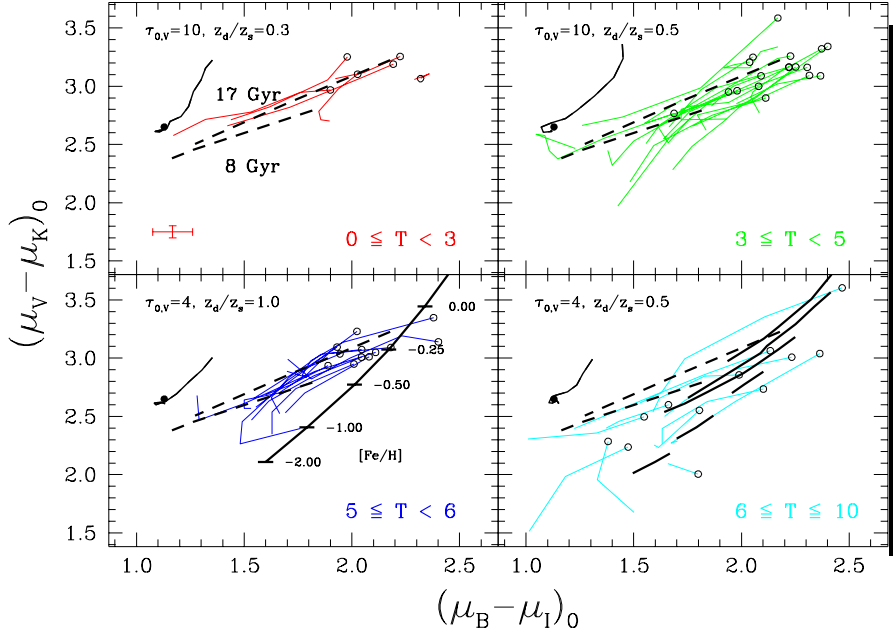 τ0,V=10, zd/zs=0.3
17 Gyr
8 Gyr
0 ≦ T < 3
τ0,V=10, zd/zs=0.5
3 ≦ T < 5
τ0,V=4, zd/zs=1.0
0.00
−0.25
−0.50
−1.00
−2.00
[Fe/H]
5 ≦ T < 6
τ0,V=4, zd/zs=0.5
6 ≦ T ≦ 10
3.5
3.0
2.5
2.0
1.5
3.5
3.0
2.5
2.0
1.5
1.0
1.5
2.0
2.5
1.0
1.5
2.0
2.5
(μV−μK)0
(μB−μI)0